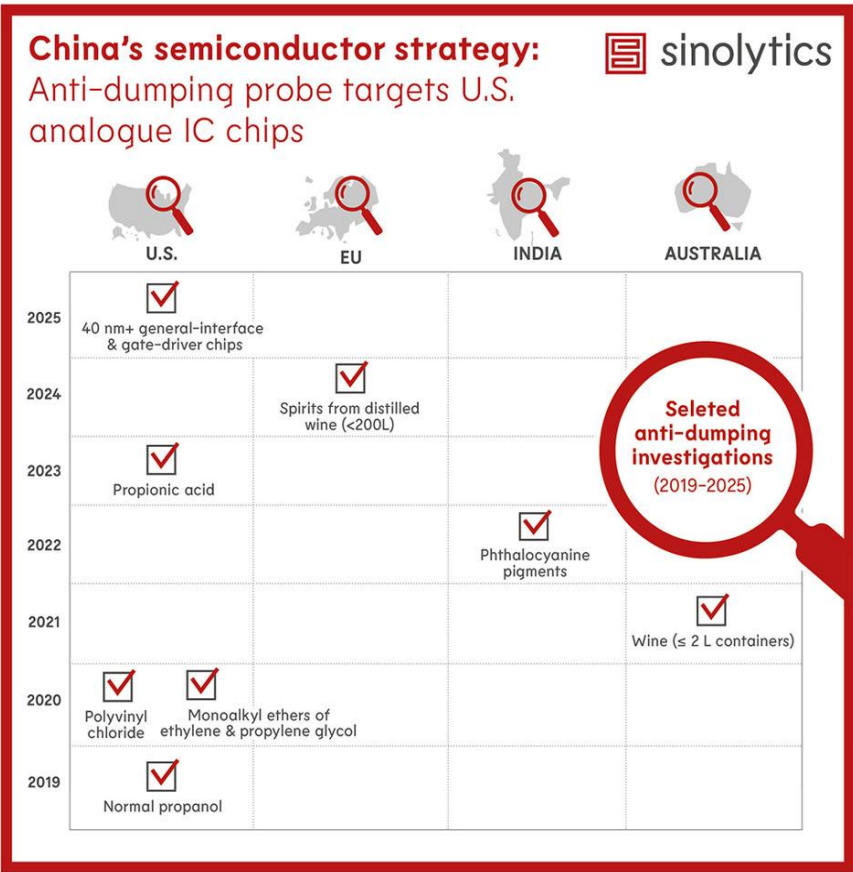 China's semiconductor strategy:
Anti-dumping probe targets U.S.
analogue IC chips
sinolytics
U.S.
EU
INDIA
AUSTRALIA
2025
40 nm+ general-interface
& gate-driver chips
2024
Spirits from distilled
wine (<200L)
Seleted
anti-dumping
investigations
(2019-2025)
2023
Propionic acid
2022
Phthalocyanine
pigments
2021
Wine (≤ 2 L containers)
2020
Polyvinyl
chloride
Monoalkyl ethers of
ethylene & propylene glycol
2019
Normal propanol